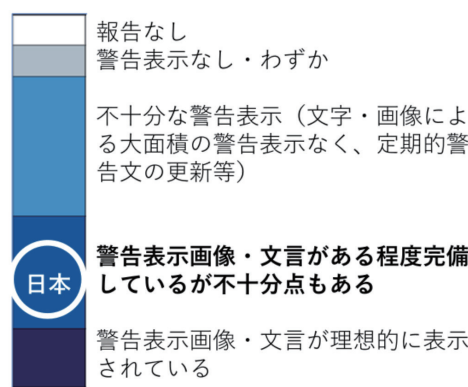 報告なし
警告表示なし・わずか
不十分な警告表示（文字・画像によ
る大面積の警告表示なく、定期的警
告文の更新等）
警告表示画像・文言がある程度完備
しているが不十分点もある
日本
警告表示画像・文言が理想的に表示
されている